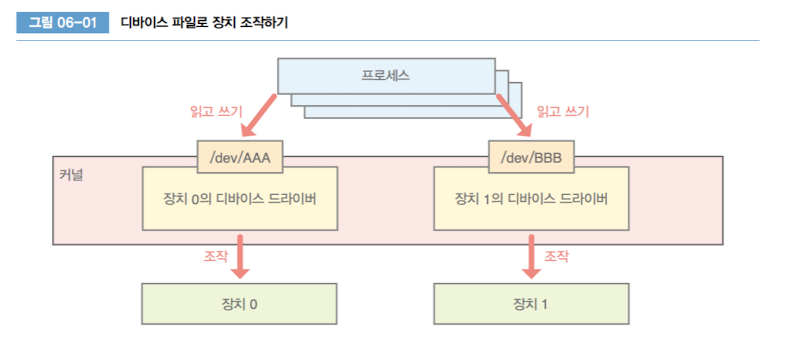 그림 06-01 디바이스 파일로 장치 조작하기
프로세스
읽고 쓰기 읽고 쓰기
/dev/AAA /dev/BBB
커널
장치 0의 디바이스 드라이버 장치 1의 디바이스 드라이버
조작 조작
장치 0 장치 1